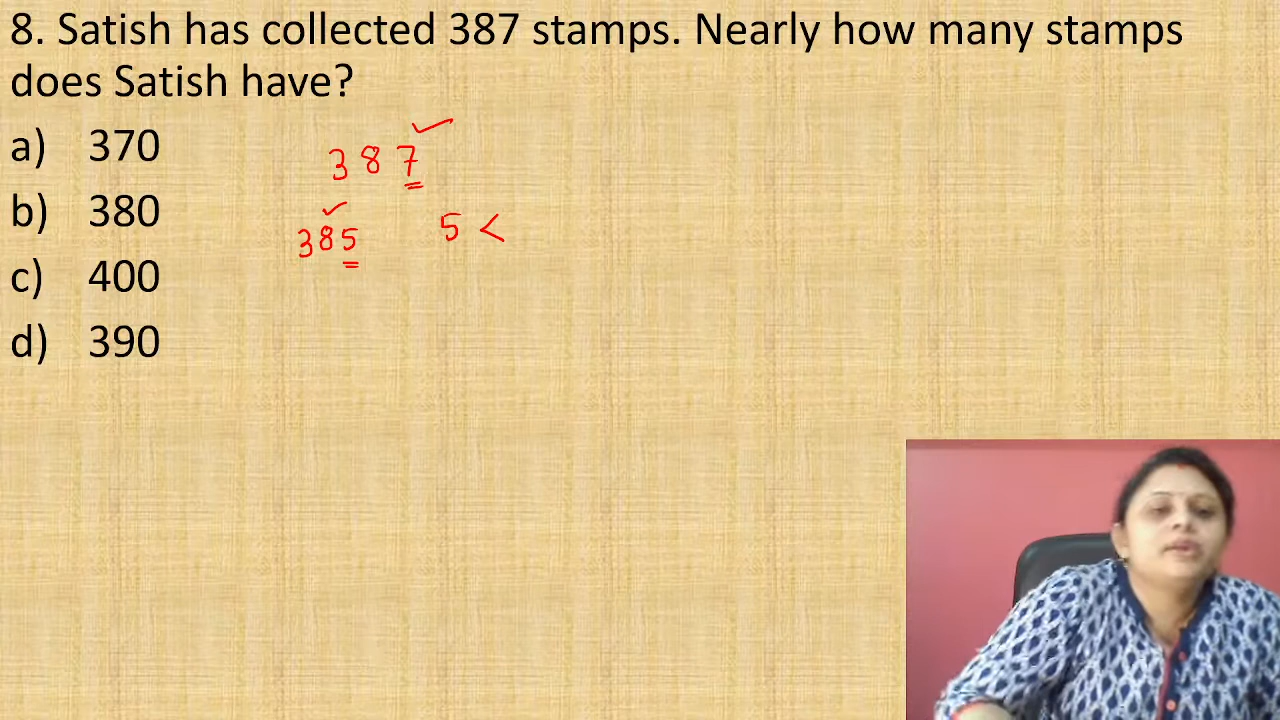 8. Satish has collected 387 stamps. Nearly how many stamps
does Satish have?
a) 370
387
b) 380
385 5 <
c) 400
d) 390